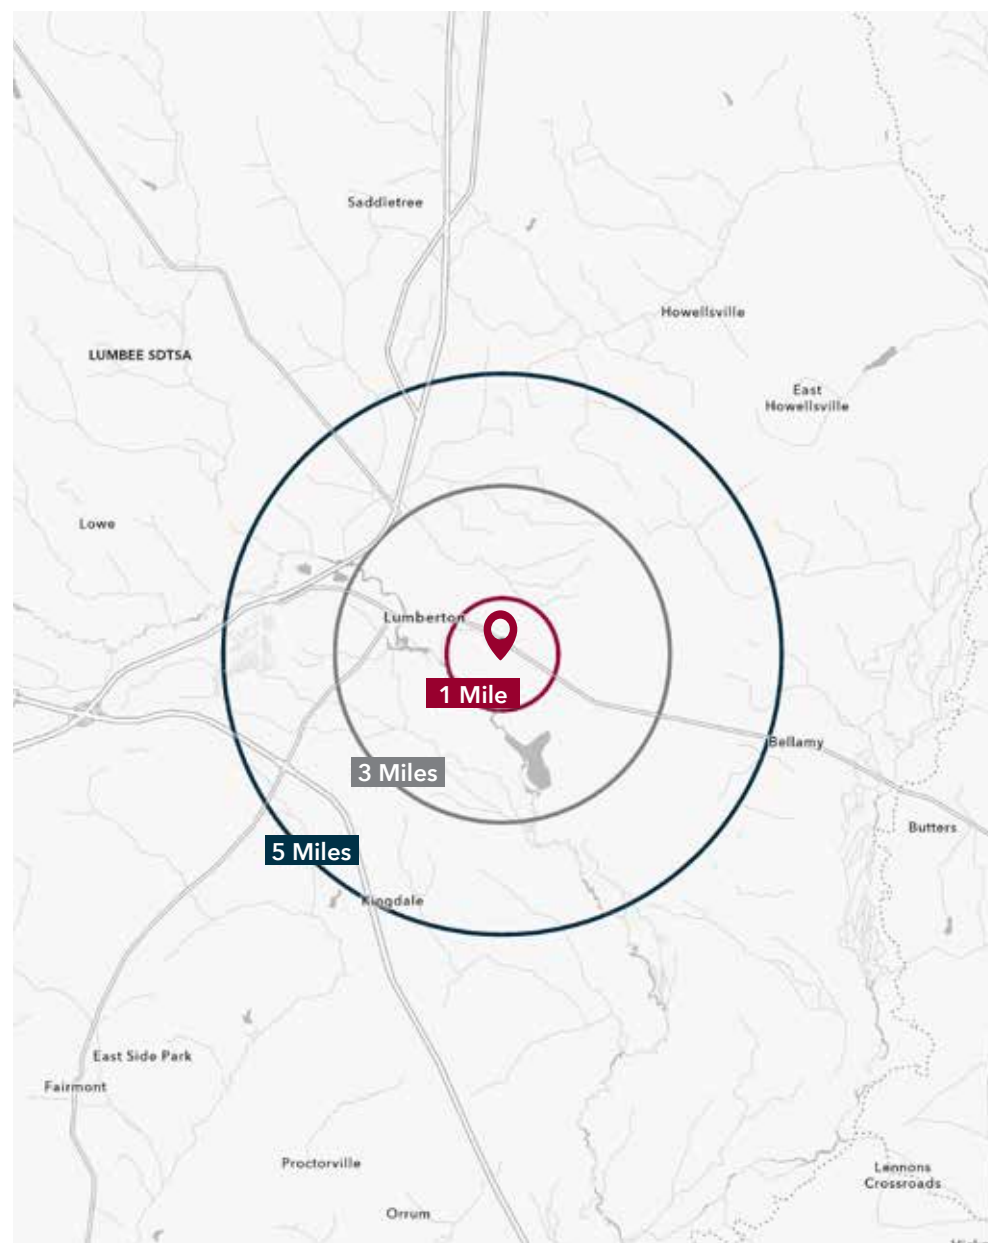 Saddletree
Howellsville
LUMBEE SDTSA
East
Howellsville
Lowe
Lumberton
1 Mile
Bellamy
3 Miles
Butters
5 Miles
Kingdale
East Side Park
Fairmont
Proctorville
Lennons
Crossroads
Orrum